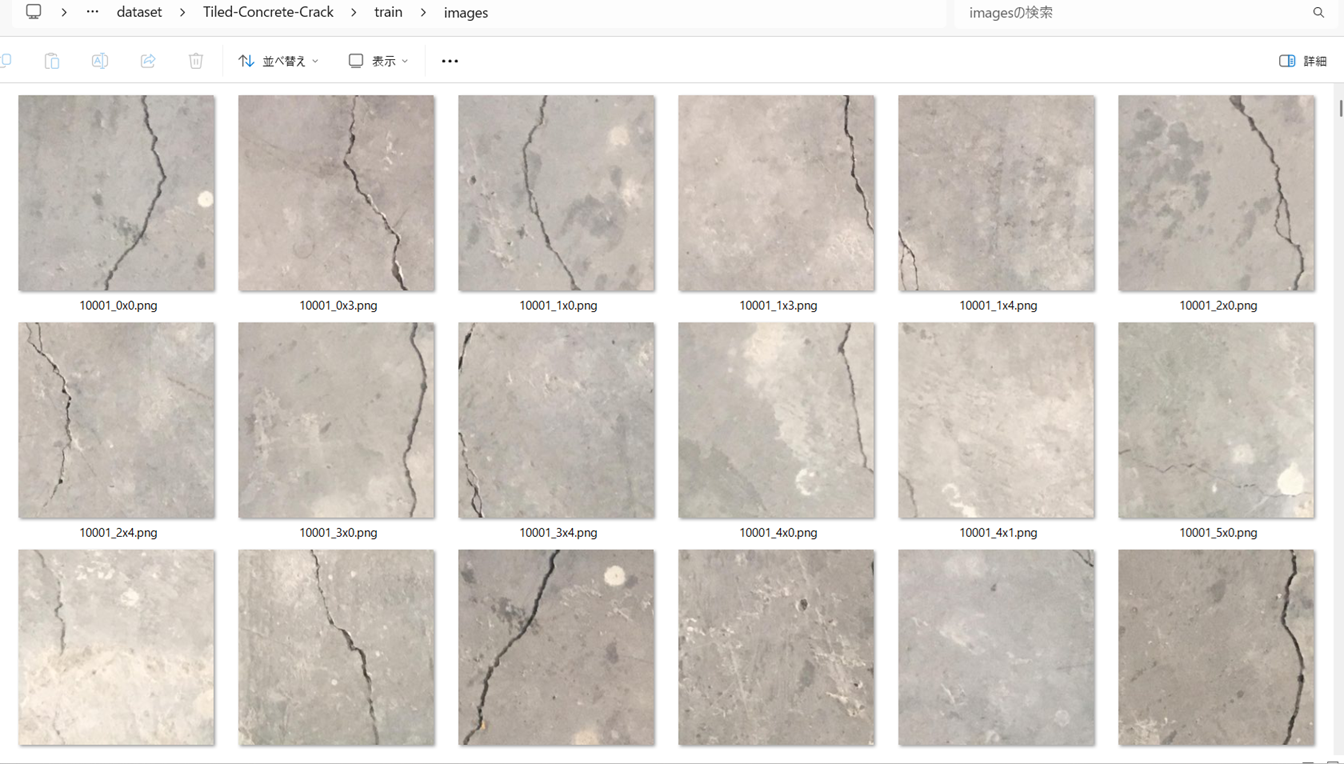 … dataset Tiled-Concrete-Crack train images
imagesの検索
並べ替え 表示 …
詳細
10001_0x0.png 10001_0x3.png 10001_1x0.png 10001_1x3.png 10001_1x4.png 10001_2x0.png
10001_2x4.png 10001_3x0.png 10001_3x4.png 10001_4x0.png 10001_4x1.png 10001_5x0.png